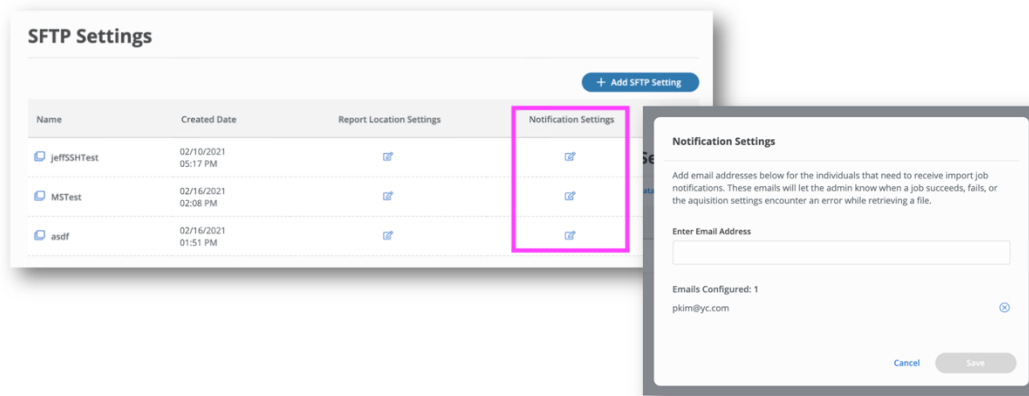 SFTP Settings
+ Add SFTP Setting
Name Created Date Report Location Settings Notification Settings
jeffSSHTest 02/10/2021
05:17 PM
MSTest 02/16/2021
02:08 PM
asdf 02/16/2021
01:51 PM
Notification Settings
Add email addresses below for the individuals that need to receive import job
notifications. These emails will let the admin know when a job succeeds, fails, or
the aquisition settings encounter an error while retrieving a file.
Enter Email Address
Emails Configured: 1
pkim@yc.com
Cancel Save